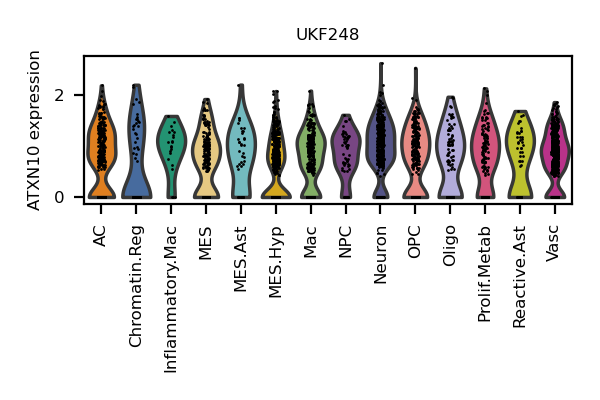 UKF248
ATXN10 expression
2
0
AC
Chromatin.Reg
Inflammatory.Mac
MES
MES.Ast
MES.Hyp
Mac
NPC
Neuron
OPC
Oligo
Prolif.Metab
Reactive.Ast
Vasc